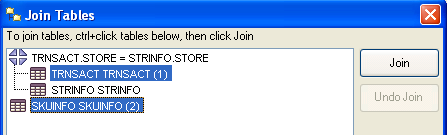 Join Tables
To join tables, ctrl+click tables below, then click Join
TRNSACT.STORE = STRINFO.STORE
TRNSACT TRNSACT (1)
STRINFO STRINFO
SKUINFO SKUINFO (2)
Join
Undo Join